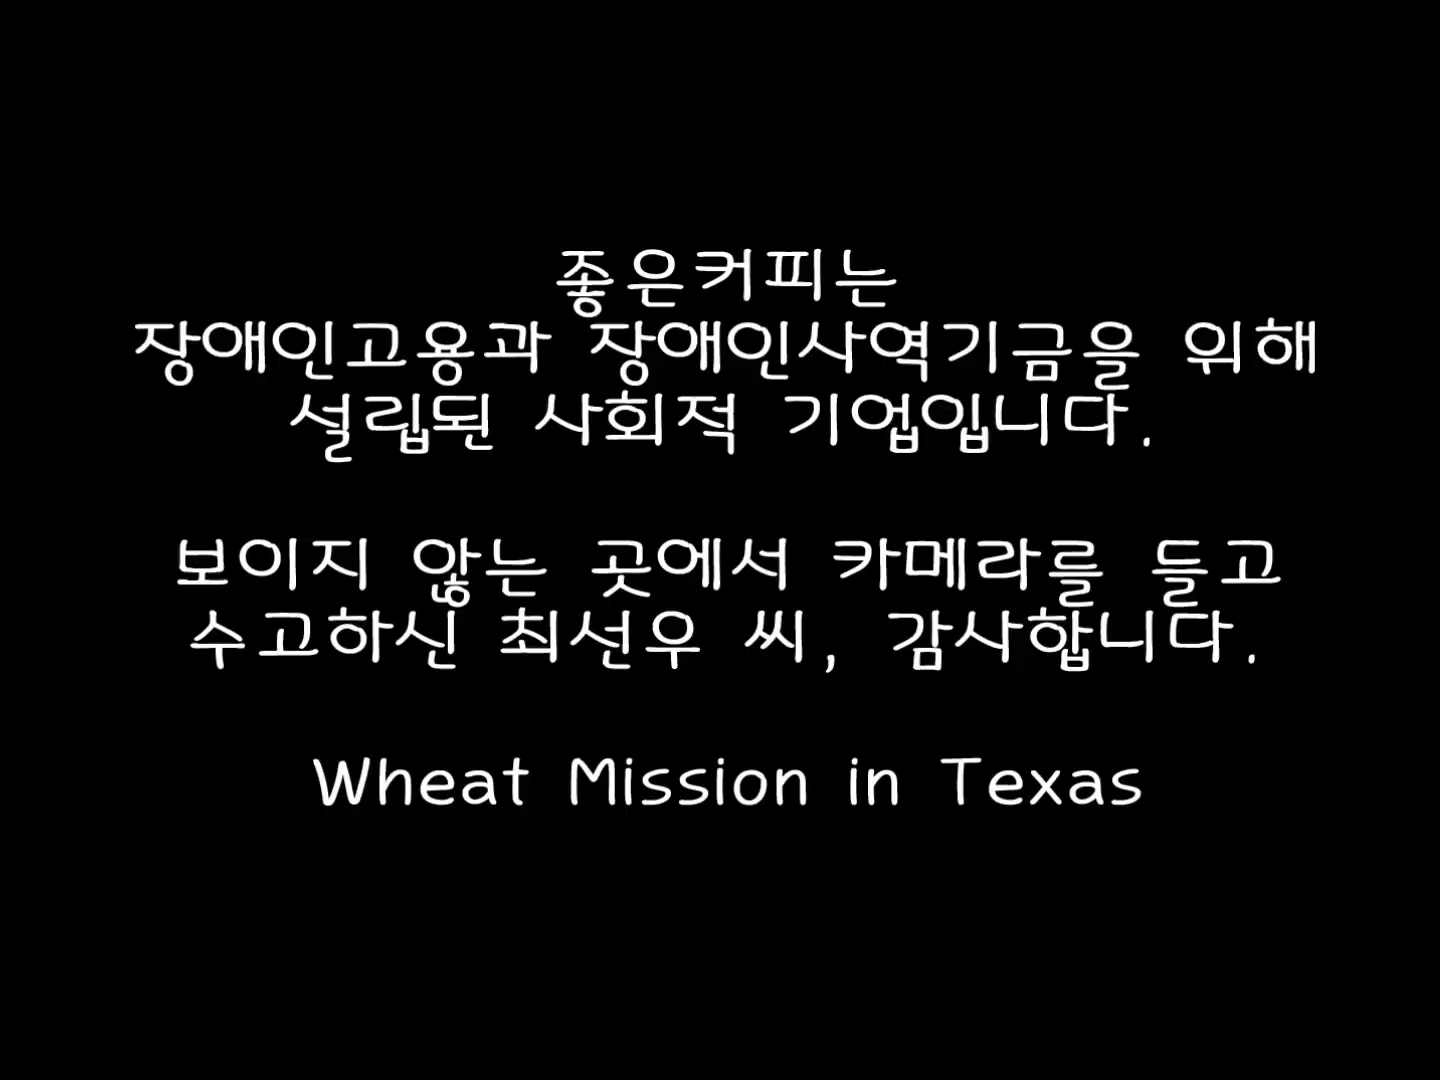 좋은커피는
장애인고용과 장애인사역기금을 위해
설립된 사회적 기업입니다.
보이지 않는 곳에서 카메라를 들고
수고하신 최선우 씨, 감사합니다.
Wheat Mission in Texas